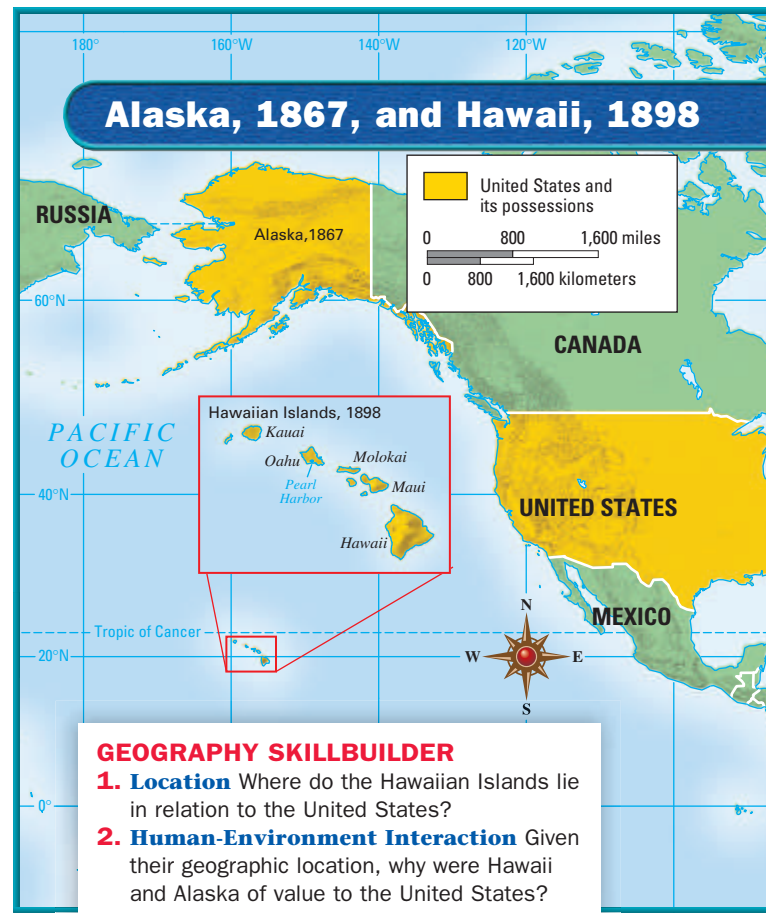 180°
160°W
140°W
120°W
Alaska, 1867, and Hawaii, 1898
United States and
its possessions
0 800 1,600 miles
0 800 1,600 kilometers
RUSSIA
Alaska,1867
60°N
CANADA
Hawaiian Islands, 1898
Kauai
Oahu
Molokai
Pearl
Harbor
Maui
Hawaii
PACIFIC
OCEAN
40°N
UNITED STATES
MEXICO
Tropic of Cancer
20°N
N
W
E
S
0°
GEOGRAPHY SKILLBUILDER
1. Location Where do the Hawaiian Islands lie
in relation to the United States?
2. Human-Environment Interaction Given
their geographic location, why were Hawaii
and Alaska of value to the United States?